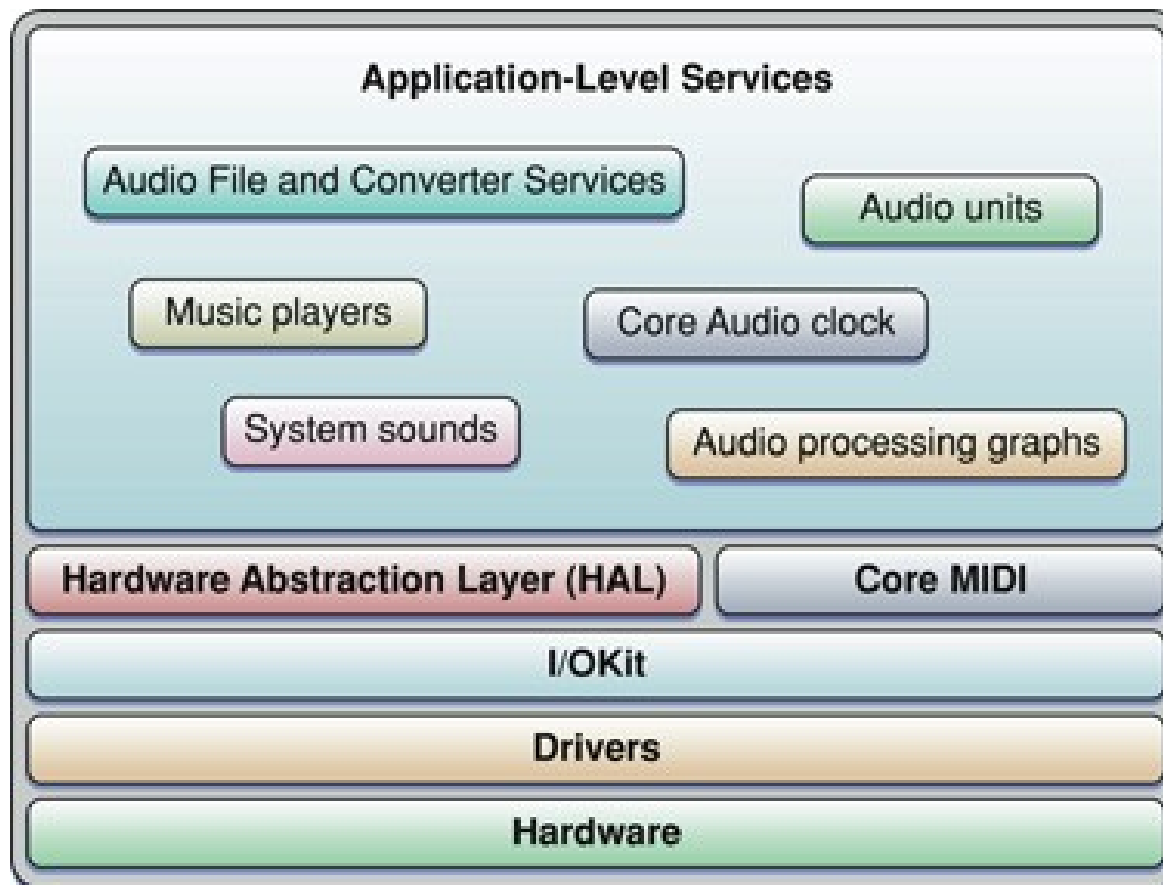 Application-Level Services
Audio File and Converter Services
Audio units
Music players
Core Audio clock
System sounds
Audio processing graphs
Hardware Abstraction Layer (HAL)
Core MIDI
I/OKit
Drivers
Hardware